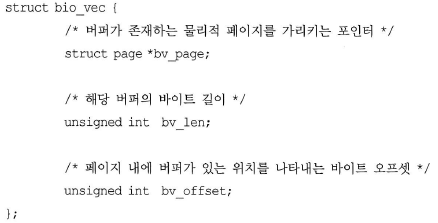 struct bio_vec {
/* 버퍼가 존재하는 물리적 페이지를 가리키는 포인터 */
struct page *bv_page;
/* 해당 버퍼의 바이트 길이 */
unsigned int bv_len;
/* 페이지 내에 버퍼가 있는 위치를 나타내는 바이트 오프셋 */
unsigned int bv_offset;
};